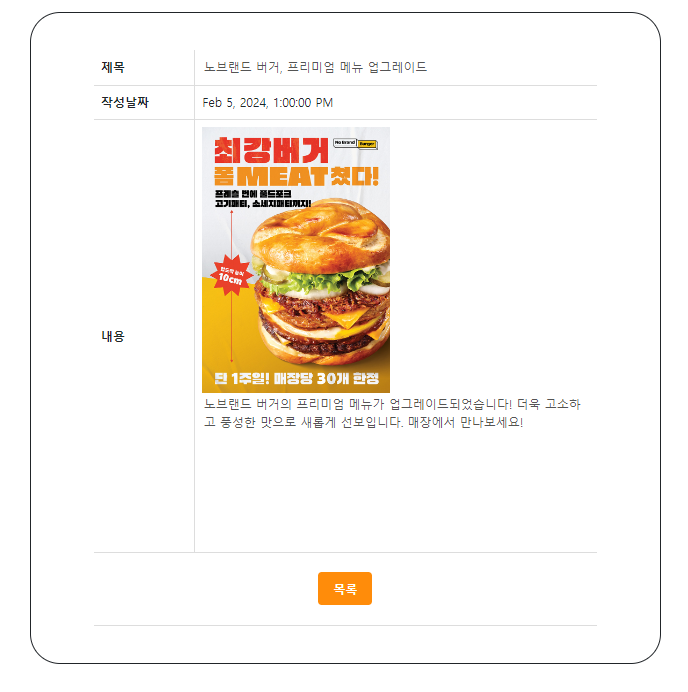 제목
노브랜드 버거, 프리미엄 메뉴 업그레이드
작성날짜
Feb 5, 2024, 1:00:00 PM
내용
최강버거
No Brand Burger
폼MEAT쳤다!
프레즐 번에 풀드포크
고기패티, 소세지패티까지!
10cm
단 1주일! 매장당 30개 한정
노브랜드 버거의 프리미엄 메뉴가 업그레이드되었습니다! 더욱 고소하
고 풍성한 맛으로 새롭게 선보입니다. 매장에서 만나보세요!
목록